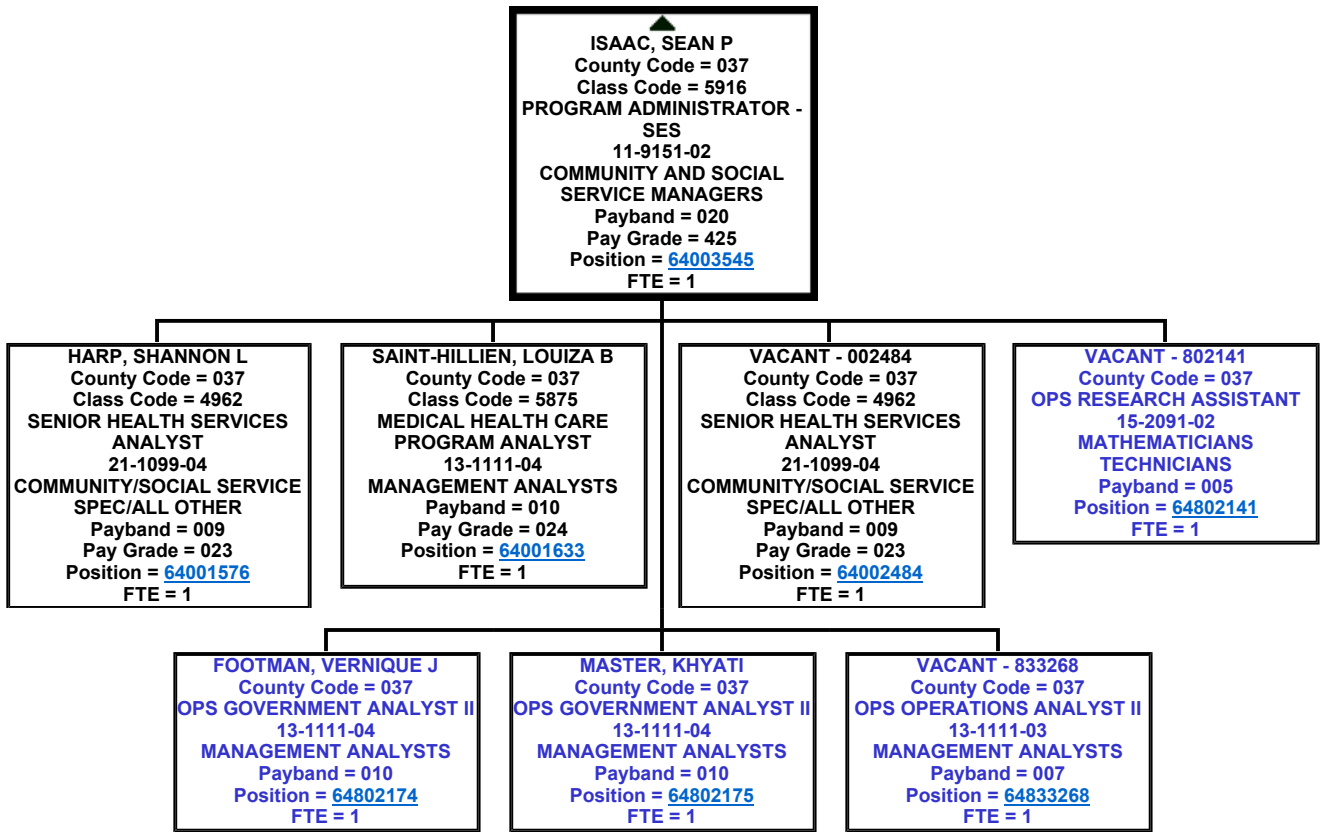 ISAAC, SEAN P
County Code = 037
Class Code = 5916
PROGRAM ADMINISTRATOR -
SES
11-9151-02
COMMUNITY AND SOCIAL
SERVICE MANAGERS
Payband = 020
Pay Grade = 425
Position = 64003545
FTE = 1
HARP, SHANNON L
County Code = 037
Class Code = 4962
SENIOR HEALTH SERVICES
ANALYST
21-1099-04
COMMUNITY/SOCIAL SERVICE
SPEC/ALL OTHER
Payband = 009
Pay Grade = 023
Position = 64001576
FTE = 1
SAINT-HILLIEN, LOUIZA B
County Code = 037
Class Code = 5875
MEDICAL HEALTH CARE
PROGRAM ANALYST
13-1111-04
MANAGEMENT ANALYSTS
Payband = 010
Pay Grade = 024
Position = 64001633
FTE = 1
VACANT - 002484
County Code = 037
Class Code = 4962
SENIOR HEALTH SERVICES
ANALYST
21-1099-04
COMMUNITY/SOCIAL SERVICE
SPEC/ALL OTHER
Payband = 009
Pay Grade = 023
Position = 64002484
FTE = 1
VACANT - 802141
County Code = 037
OPS RESEARCH ASSISTANT
15-2091-02
MATHEMATICIANS
TECHNICIANS
Payband = 005
Position = 64802141
FTE = 1
FOOTMAN, VERNIQUE J
County Code = 037
OPS GOVERNMENT ANALYST II
13-1111-04
MANAGEMENT ANALYSTS
Payband = 010
Position = 64802174
FTE = 1
MASTER, KHYATI
County Code = 037
OPS GOVERNMENT ANALYST II
13-1111-04
MANAGEMENT ANALYSTS
Payband = 010
Position = 64802175
FTE = 1
VACANT - 833268
County Code = 037
OPS OPERATIONS ANALYST II
13-1111-03
MANAGEMENT ANALYSTS
Payband = 007
Position = 64833268
FTE = 1